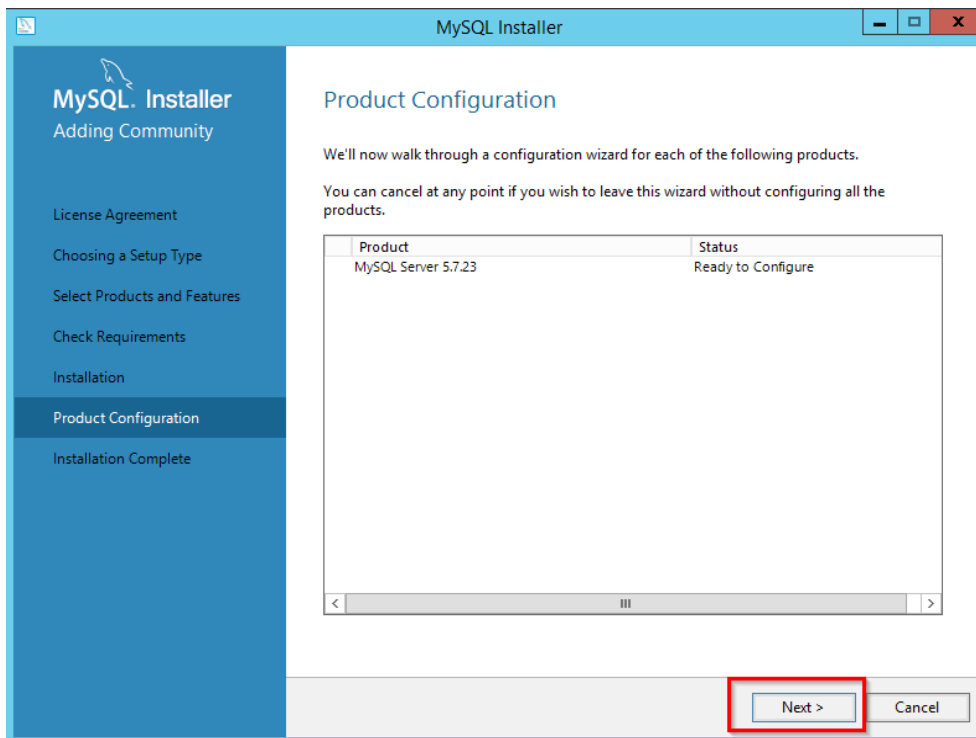 MySQL Installer
MySQL. Installer
Adding Community
License Agreement
Choosing a Setup Type
Select Products and Features
Check Requirements
Installation
Product Configuration
Installation Complete
Product Configuration
We'll now walk through a configuration wizard for each of the following products.
You can cancel at any point if you wish to leave this wizard without configuring all the
products.
Product Status
MySQL Server 5.7.23 Ready to Configure
Next > Cancel